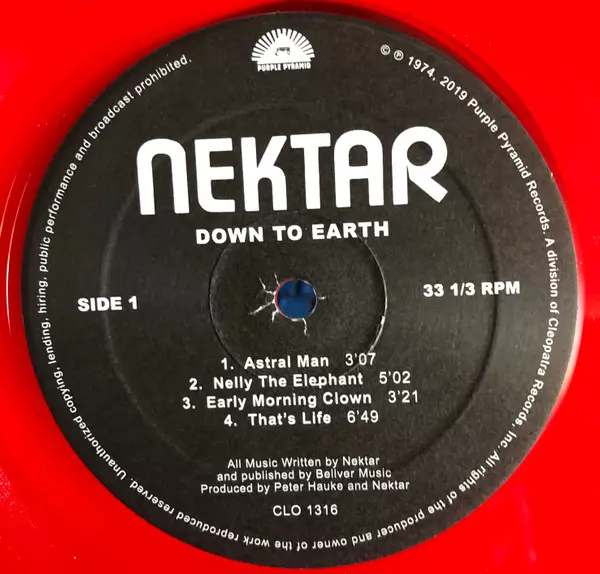 PURPLE PYRAMID
© ℗ 1974, 2019 Purple Pyramid Records. A division of Cleopatra Records, Inc. All rights of the producer and owner of the work reproduced reserved. Unauthorized copying, lending, hiring, public performance and broadcast prohibited.
NEKTAR
DOWN TO EARTH
SIDE 1
33 1/3 RPM
1. Astral Man 3'07
2. Nelly The Elephant 5'02
3. Early Morning Clown 3'21
4. That's Life 6'49
All Music Written by Nektar
and published by Bellver Music
Produced by Peter Hauke and Nektar
CLO 1316